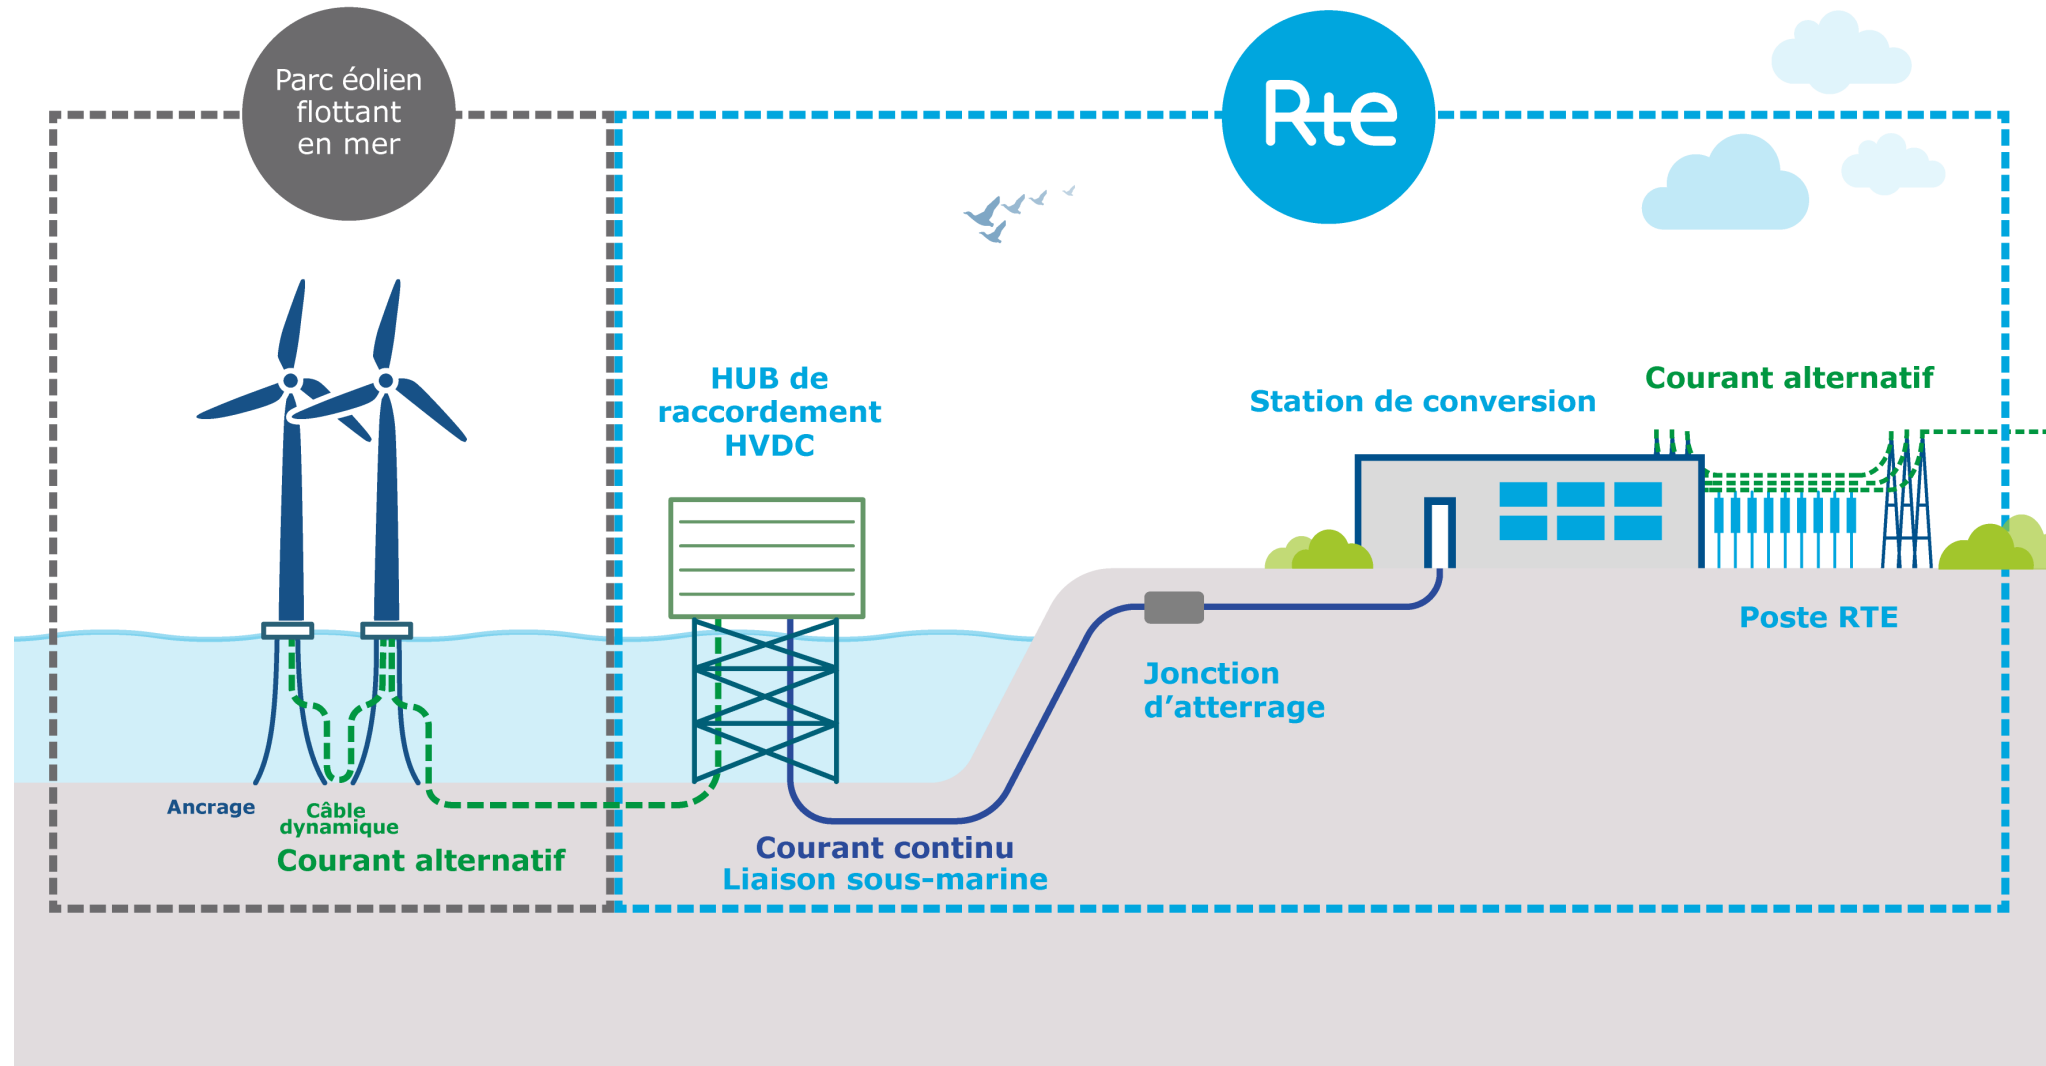 Parc éolien
flottant
en mer
Rte
HUB de
raccordement
HVDC
Station de conversion
Courant alternatif
Poste RTE
Jonction
d’atterrage
Ancrage
Câble
dynamique
Courant alternatif
Courant continu
Liaison sous-marine